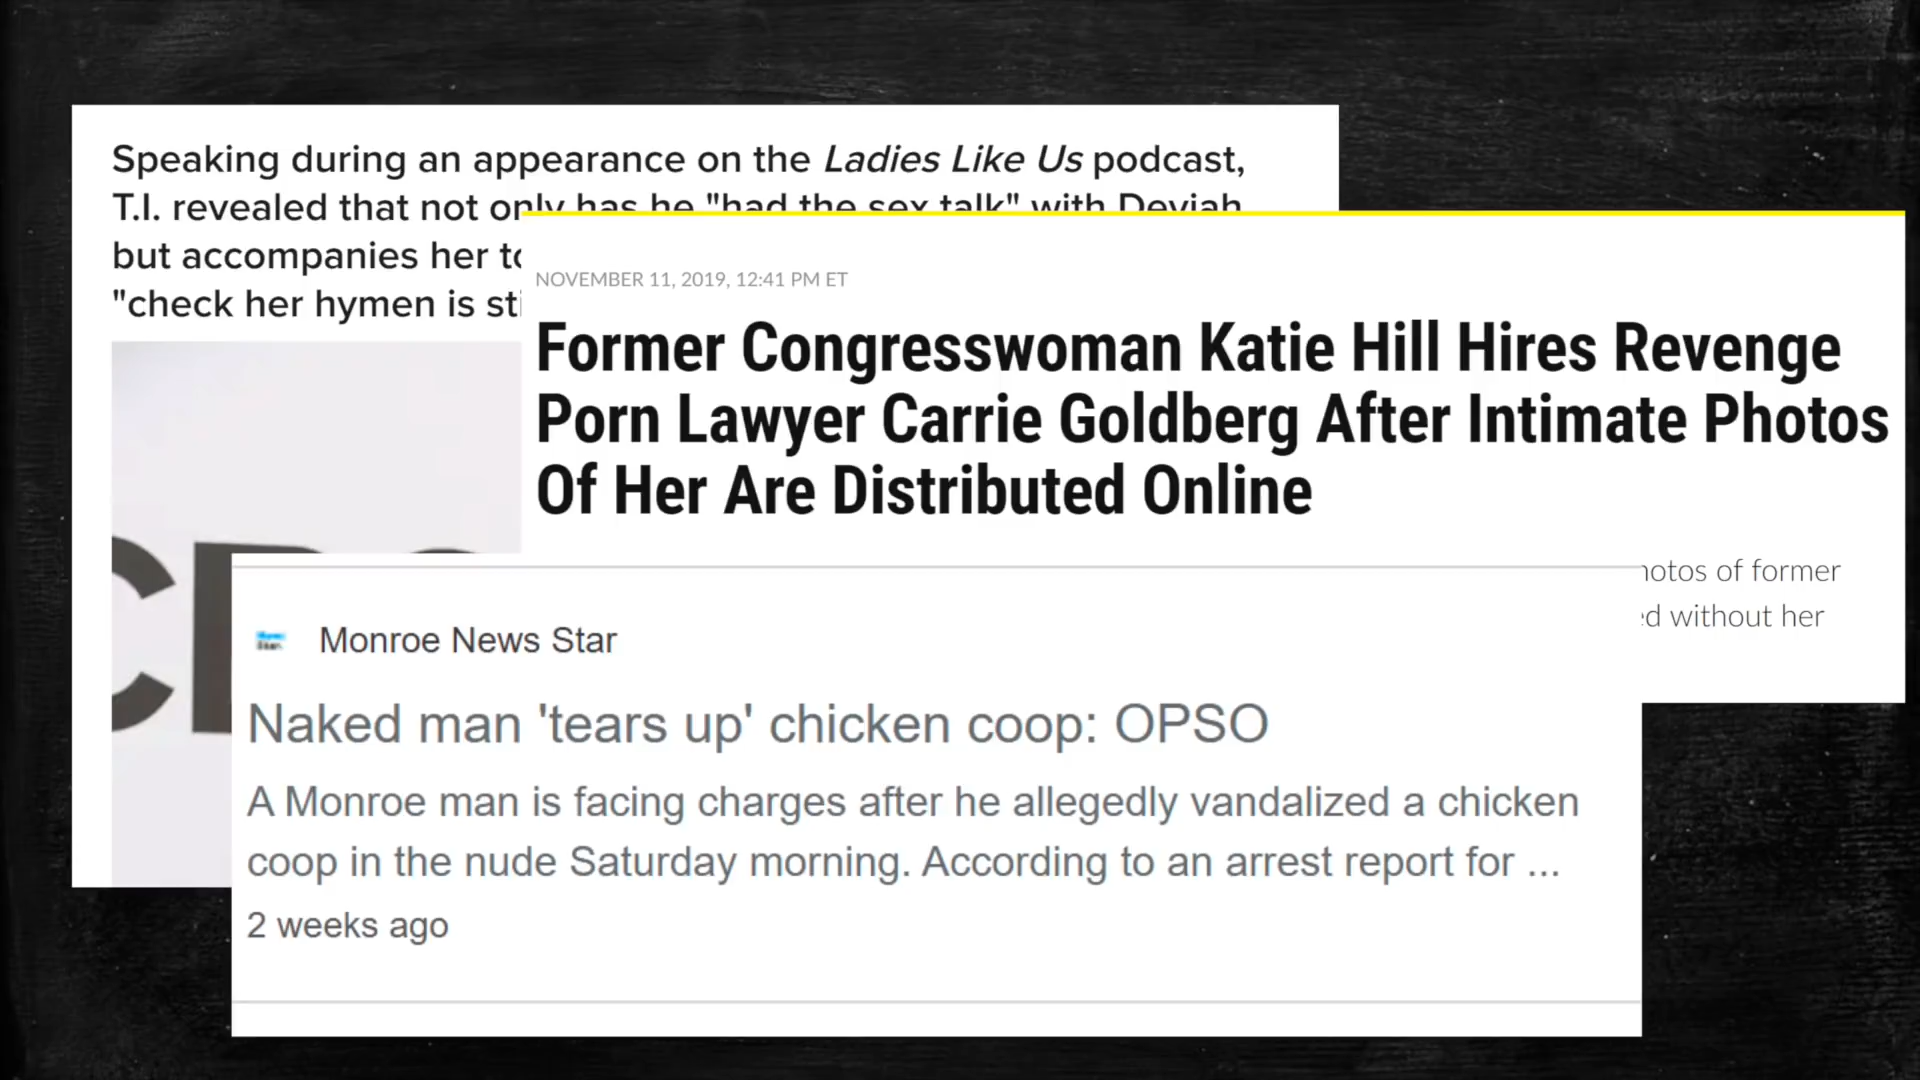 Speaking during an appearance on the Ladies Like Us podcast,
T.I. revealed that not only has he "had the sex talk" with Deyjah
but accompanies her to
"check her hymen is
NOVEMBER 11, 2019, 12:41 PM ET
Former Congresswoman Katie Hill Hires Revenge
Porn Lawyer Carrie Goldberg After Intimate Photos
Of Her Are Distributed Online
of former
without her
Monroe News Star
Naked man 'tears up' chicken coop: OPSO
A Monroe man is facing charges after he allegedly vandalized a chicken
coop in the nude Saturday morning. According to an arrest report for ...
2 weeks ago